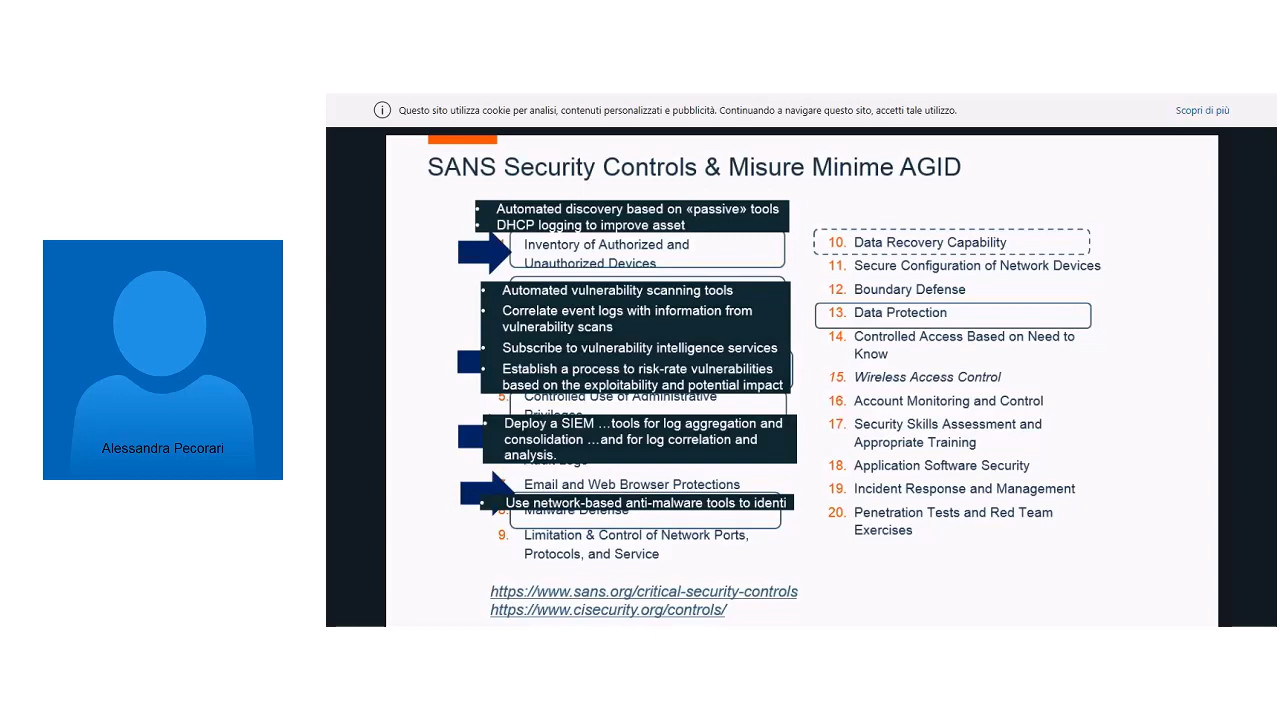 Questo sito utilizza cookie per analisi, contenuti personalizzati e pubblicità. Continuando a navigare questo sito, accetti tale utilizzo.
Scopri di più
SANS Security Controls & Misure Minime AGID
• Automated discovery based on «passive» tools
• DHCP logging to improve asset
Inventory of Authorized and
Unauthorized Devices
• Automated vulnerability scanning tools
• Correlate event logs with information from
vulnerability scans
• Subscribe to vulnerability intelligence services
• Establish a process to risk-rate vulnerabilities
based on the exploitability and potential impact
5. Controlled Use of Administrative
Privileges
• Deploy a SIEM …tools for log aggregation and
consolidation …and for log correlation and
analysis.
Email and Web Browser Protections
• Use network-based anti-malware tools to identi
8. Malware Defense
9. Limitation & Control of Network Ports,
Protocols, and Service
10. Data Recovery Capability
11. Secure Configuration of Network Devices
12. Boundary Defense
13. Data Protection
14. Controlled Access Based on Need to
Know
15. Wireless Access Control
16. Account Monitoring and Control
17. Security Skills Assessment and
Appropriate Training
18. Application Software Security
19. Incident Response and Management
20. Penetration Tests and Red Team
Exercises
https://www.sans.org/critical-security-controls
https://www.cisecurity.org/controls/
Alessandra Pecorari